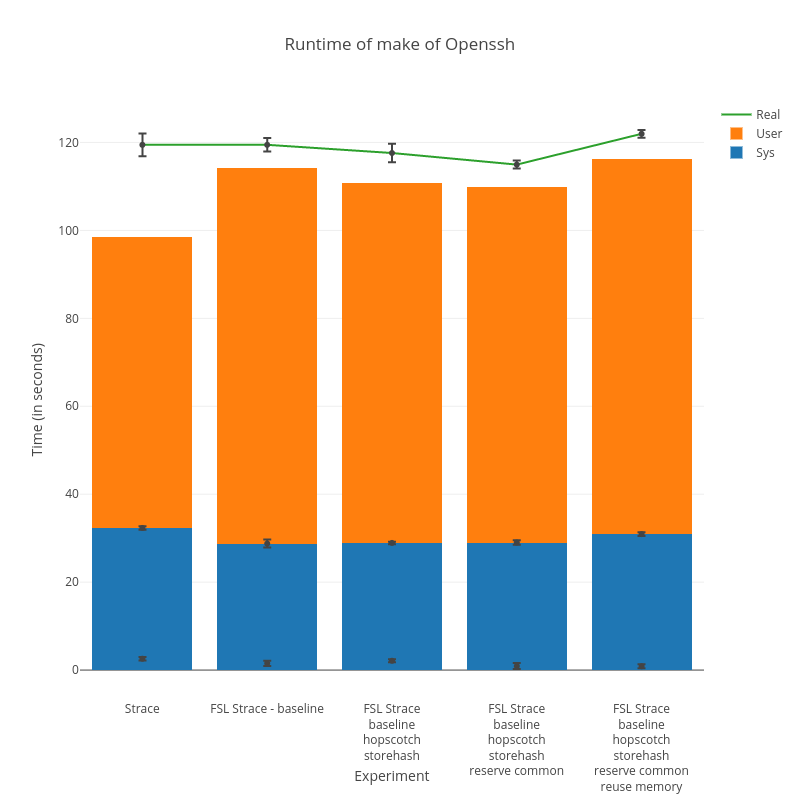 Runtime of make of Openssh
Real
User
Sys
Time (in seconds)
120
100
80
60
40
20
0
Strace
FSL Strace - baseline
FSL Strace
baseline
hopscotch
storehash
FSL Strace
baseline
hopscotch
storehash
reserve common
FSL Strace
baseline
hopscotch
storehash
reserve common
reuse memory
Experiment